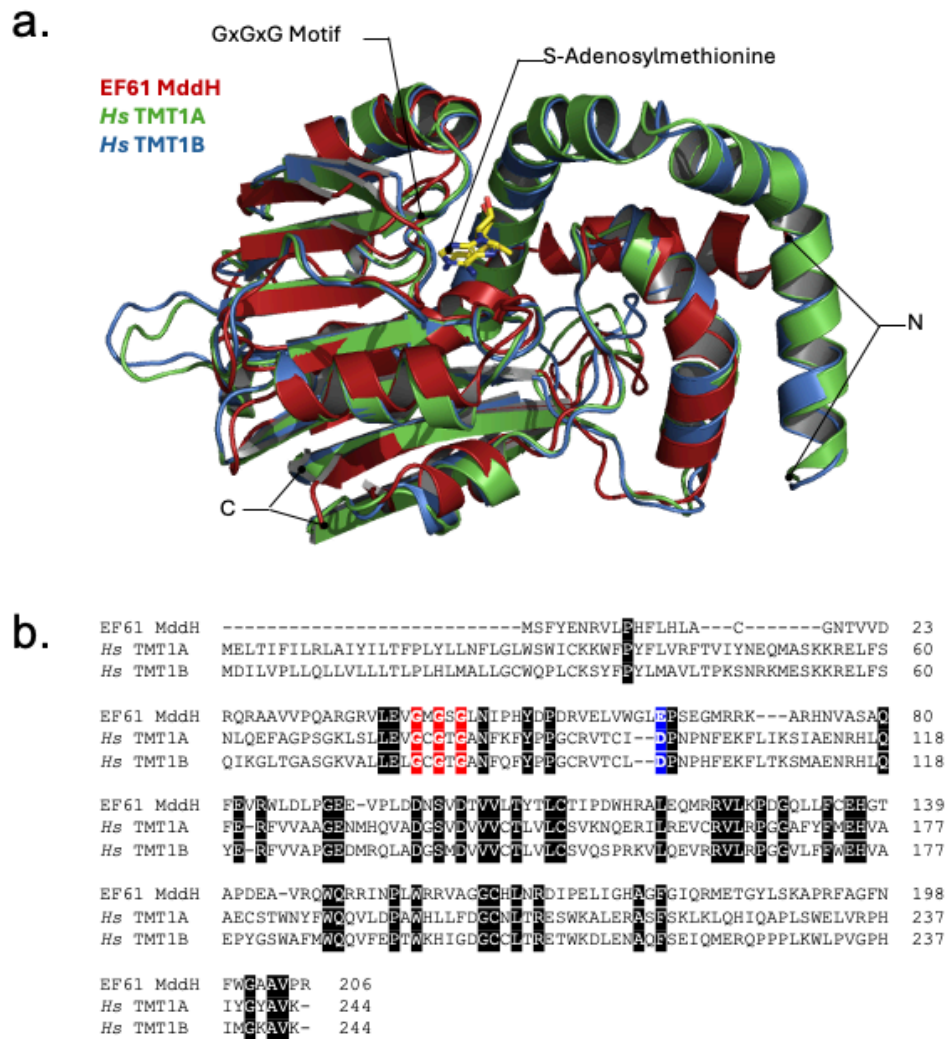 a.
GxGxG Motif
S-Adenosylmethionine
EF61 MddH
Hs TMT1A
Hs TMT1B
N
C
b.
EF61 MddH -----------------------------MSFYENRVLPHFLHLA---C-------GNTVVD 23
Hs TMT1A MELTIFILRLAIYILTFPLYLLNFLGLWSWICKKWFPYFLVRFTVIYNEQMASKKRELFS 60
Hs TMT1B MDILVPLLQLLVLLLTLPLHLMALLGCWQPLCKSYFPYLMAVLTPKSNRKMESKKRELFS 60
EF61 MddH RQRAAVVPQARGRVLEVGMGSGLNIPHYDPDRVELVWGLEPSEGMRRK---ARHNVASAQ 80
Hs TMT1A NLQEFAGPSGKLSLLEVGCGTGANFKFYPPGCRVTCI--DPNPNFEKFLIKSIAENRHLQ 118
Hs TMT1B QIKGLTGASGKVALLELGCGTGANFQFYPPGCRVTCL--DPNPHFEKFLTKSMAENRHLQ 118
EF61 MddH FEVRWLDLPGEE-VPLDDNSVDTVVLTYTLCTIPDWHRALEQMRRVLKPDGQLLFCEHGT 139
Hs TMT1A FE-RFVVAAGENMHQVADGSVDVVVCTLVLCSVKNQERILREVCRVLRPGGAFYFMEHVA 177
Hs TMT1B YE-RFVVAPGEDMRQLADGSMDVVVCTLVLCSVQSPRKVLQEVRRVLRPGGVLFFWEHVA 177
EF61 MddH APDEA-VRQWQRRINPLWRRVAGGCHLNRDIPELIGHAGFGIQRMETGYLSKAPRFAGFN 198
Hs TMT1A AECSTWNYFWQQVLDPAWHLLFDGCNLTRESWKALERASFSKLKLQHIQAPLSWELVRPH 237
Hs TMT1B EPYGSWAFMWQQVFEPTWKHIGDGCCLTRETWKDLENAQFSEIQMERQPPPLKWLPVGPH 237
EF61 MddH FWGAAVPR 206
Hs TMT1A IYGYAVK- 244
Hs TMT1B IMGKAVK- 244